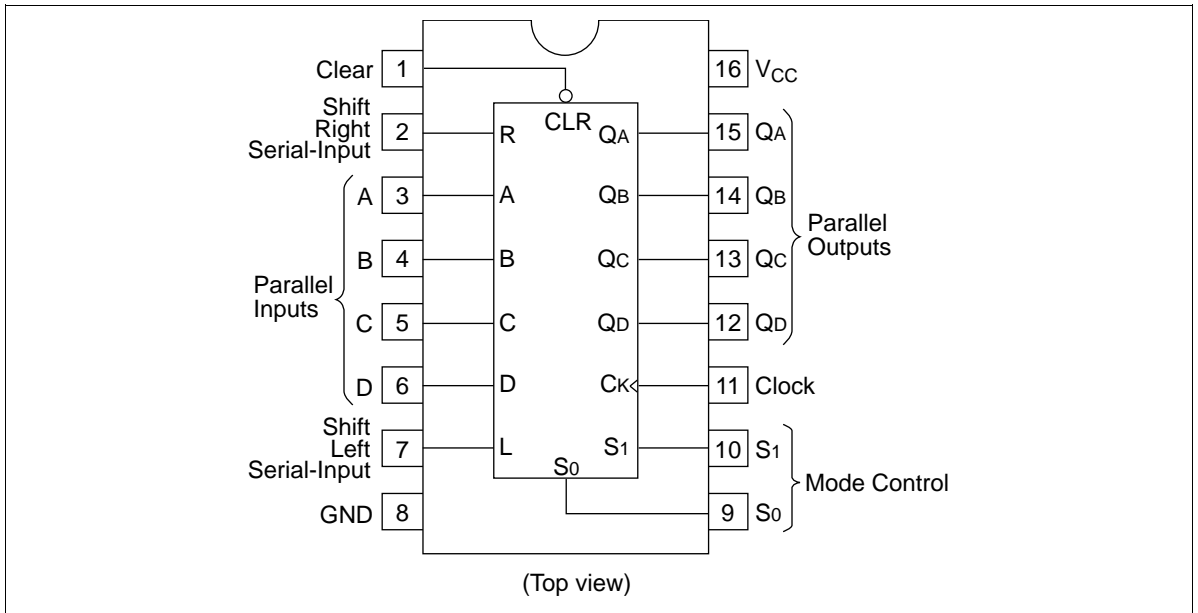 Clear 1
16 VCC
CLR
Shift
Right
Serial-Input
2
R
QA
15 QA
A 3
A
QB
14 QB
Parallel
Outputs
B 4
B
QC
13 QC
Parallel
Inputs
C 5
C
QD
12 QD
D 6
D
CK
11 Clock
Shift
Left
Serial-Input
7
L
S1
10 S1
S0
Mode Control
GND 8
9 S0
(Top view)